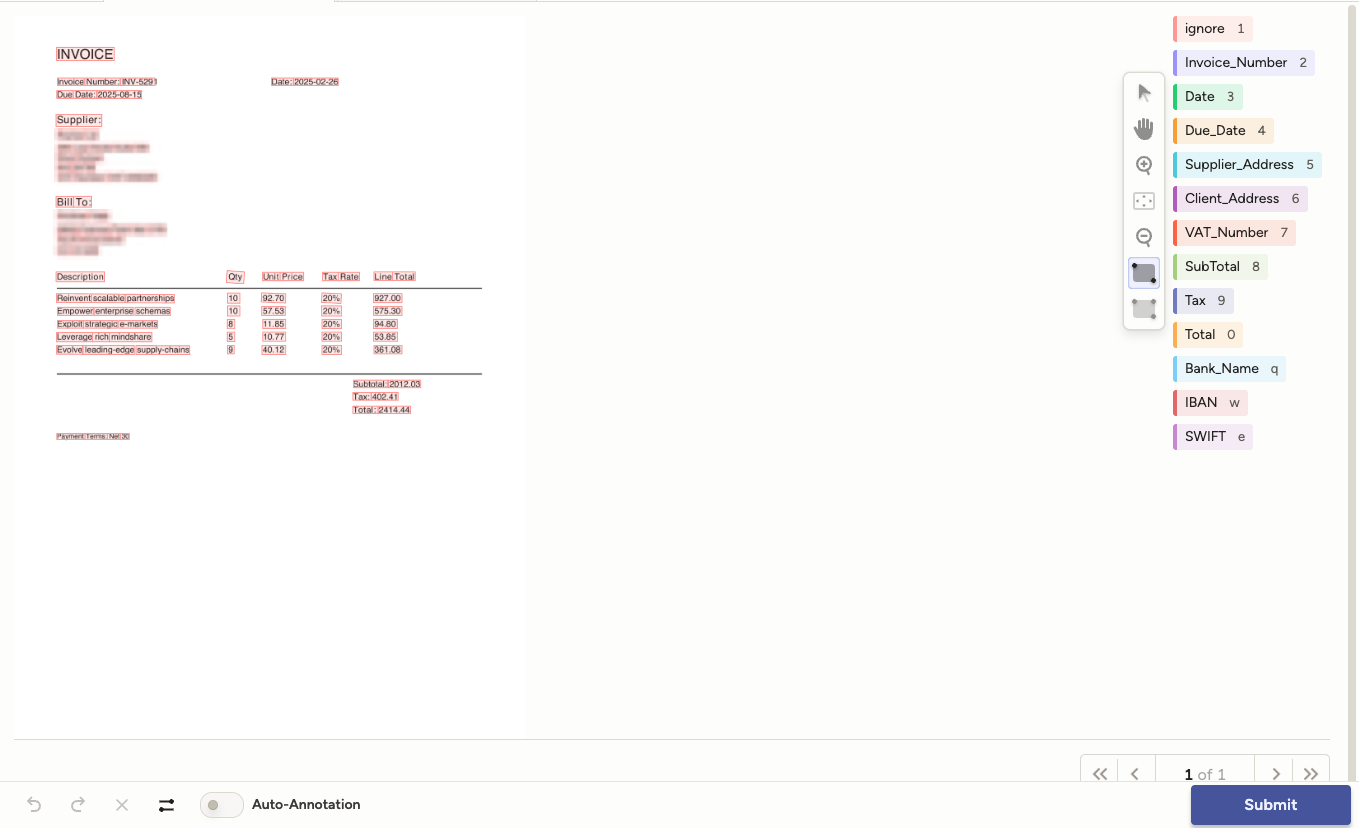 INVOICE
Invoice Number: INV-5291 Date: 2025-02-26
Due Date: 2025-08-15
Supplier:
Bill To:
Description Qty Unit Price Tax Rate Line Total
Reinvent scalable partnerships 10 92.70 20% 927.00
Empower enterprise schemas 10 57.53 20% 575.30
Exploit strategic e-markets 8 11.85 20% 94.80
Leverage rich mindshare 5 10.77 20% 53.85
Evolve leading-edge supply-chains 9 40.12 20% 361.08
Subtotal: 2012.03
Tax: 402.41
Total: 2414.44
Payment Terms: Net 30
ignore 1
Invoice_Number 2
Date 3
Due_Date 4
Supplier_Address 5
Client_Address 6
VAT_Number 7
SubTotal 8
Tax 9
Total 0
Bank_Name q
IBAN w
SWIFT e
1 of 1
Auto-Annotation
Submit